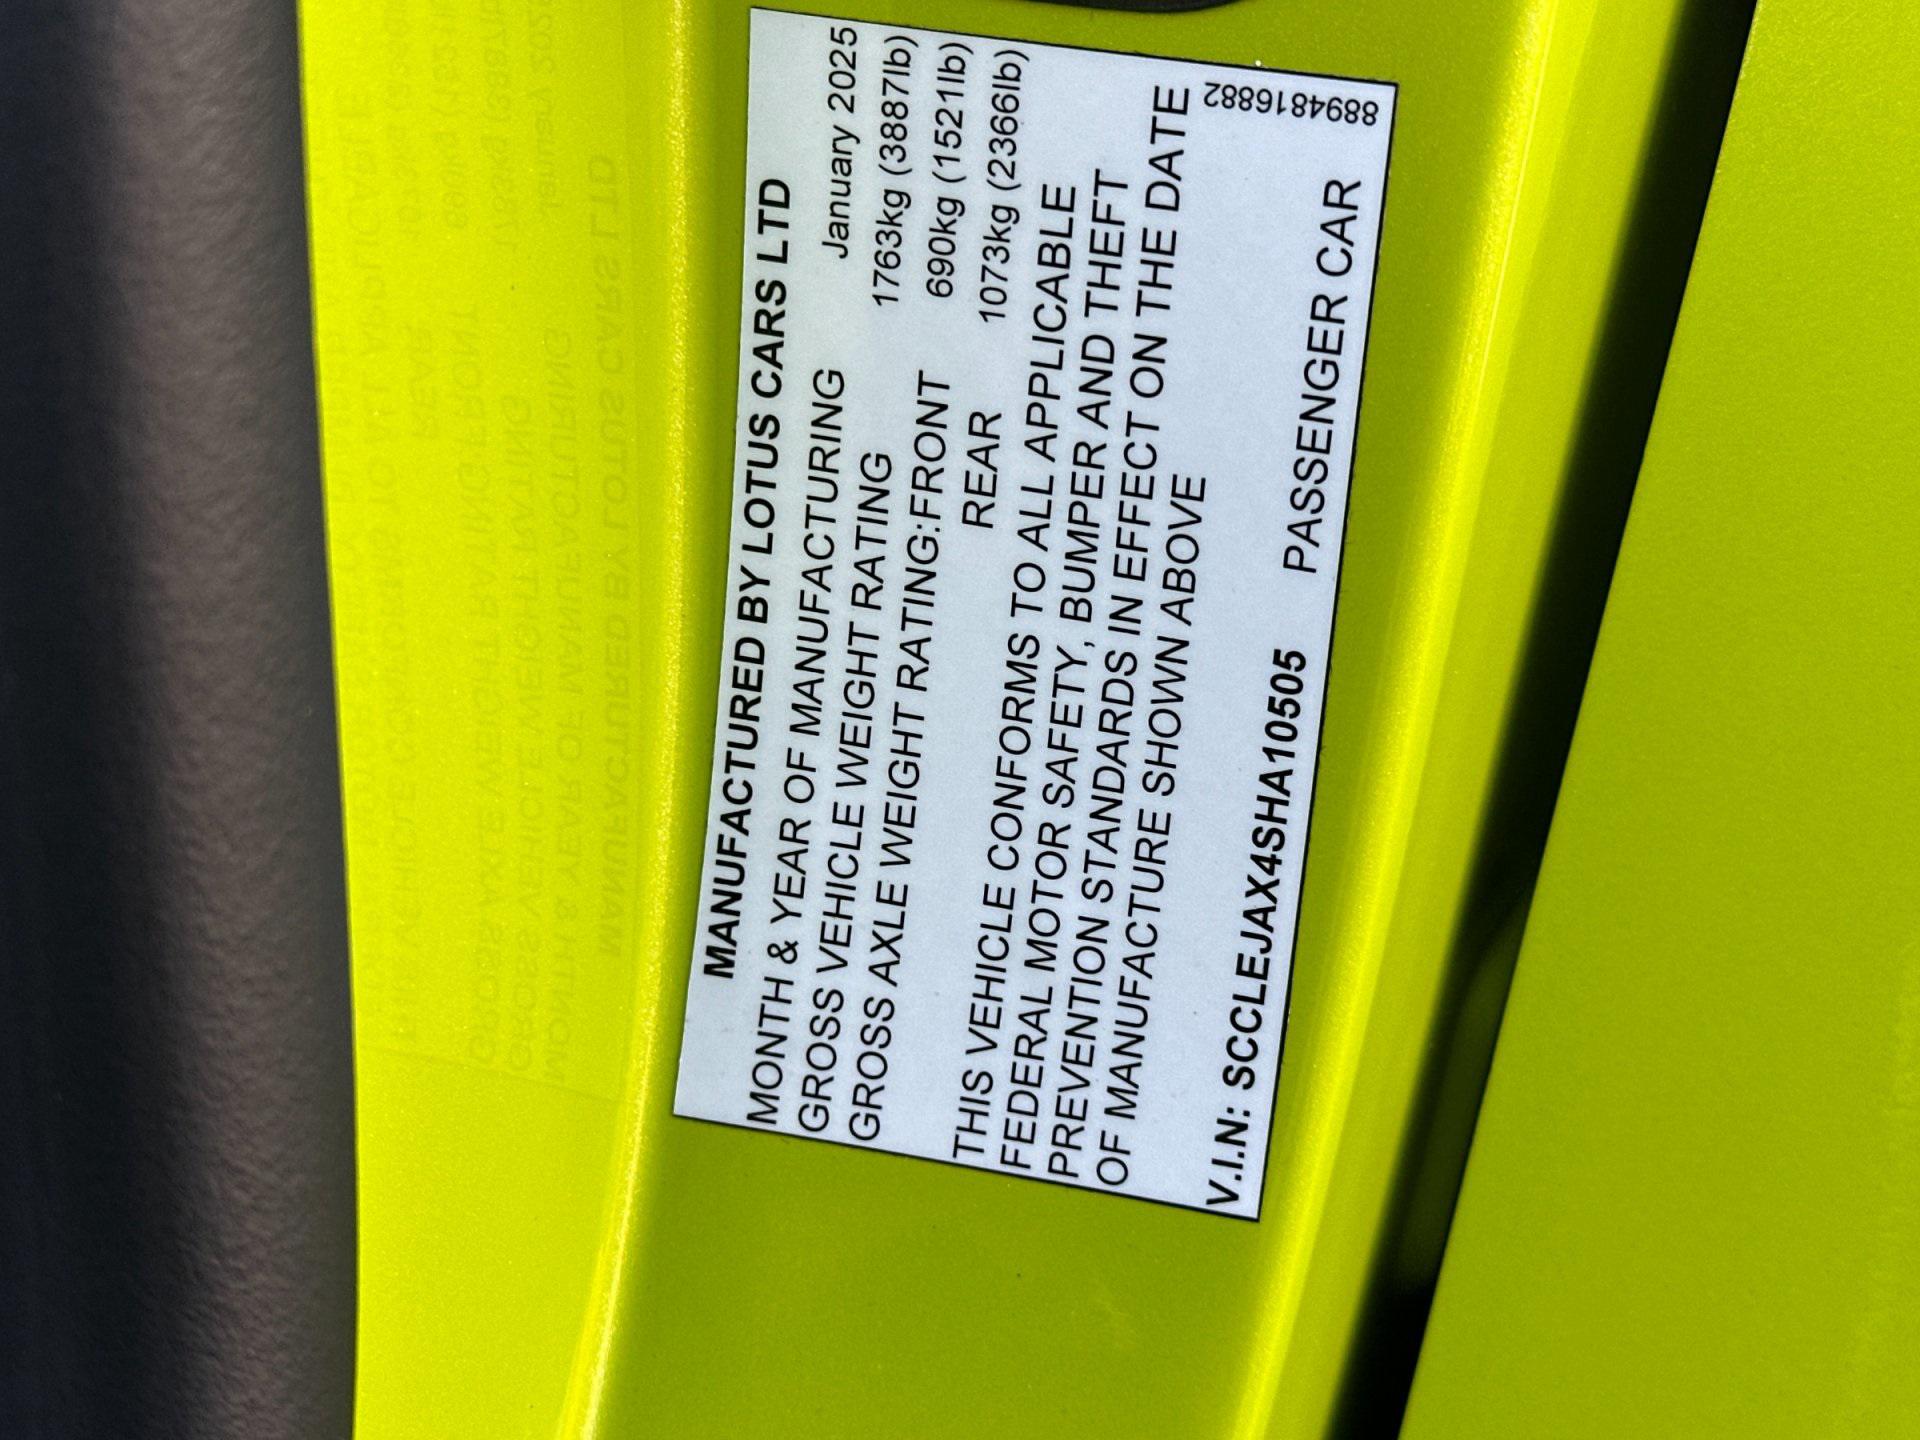 MANUFACTURED BY LOTUS CARS LTD
MONTH & YEAR OF MANUFACTURING January 2025
GROSS VEHICLE WEIGHT RATING 1763kg (3887lb)
GROSS AXLE WEIGHT RATING:FRONT 690kg (1521lb)
REAR 1073kg (2366lb)
THIS VEHICLE CONFORMS TO ALL APPLICABLE
FEDERAL MOTOR SAFETY, BUMPER AND THEFT
PREVENTION STANDARDS IN EFFECT ON THE DATE
OF MANUFACTURE SHOWN ABOVE
V.I.N: SCCLEJAX4SHA10505 PASSENGER CAR
8894816882